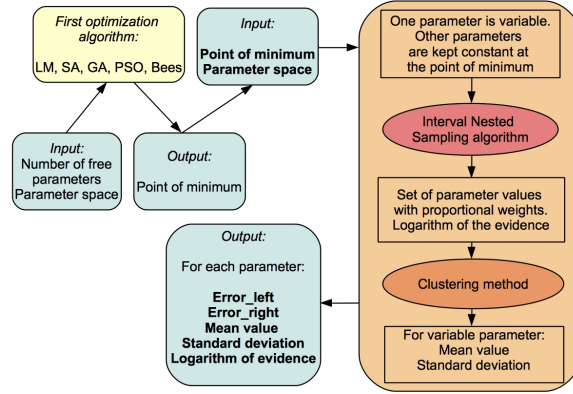 First optimization
algorithm:
LM, SA, GA, PSO, Bees
Input:
Number of free
parameters
Parameter space
Output:
Point of minimum
Input:
Point of minimum
Parameter space
One parameter is variable.
Other parameters
are kept constant at
the point of minimum
Interval Nested
Sampling algorithm
Set of parameter values
with proportional weights.
Logarithm of the evidence
Clustering method
For variable parameter:
Mean value
Standard deviation
Output:
For each parameter:
Error_left
Error_right
Mean value
Standard deviation
Logarithm of evidence